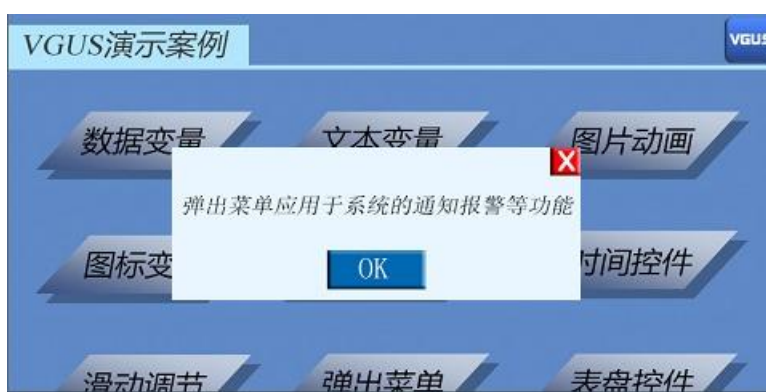 VGUS演示案例
VGUS
数据变量
文本变量
图片动画
X
弹出菜单应用于系统的通知报警等功能
图标变
OK
时间控件
滑动调节
弹出菜单
表盘控件